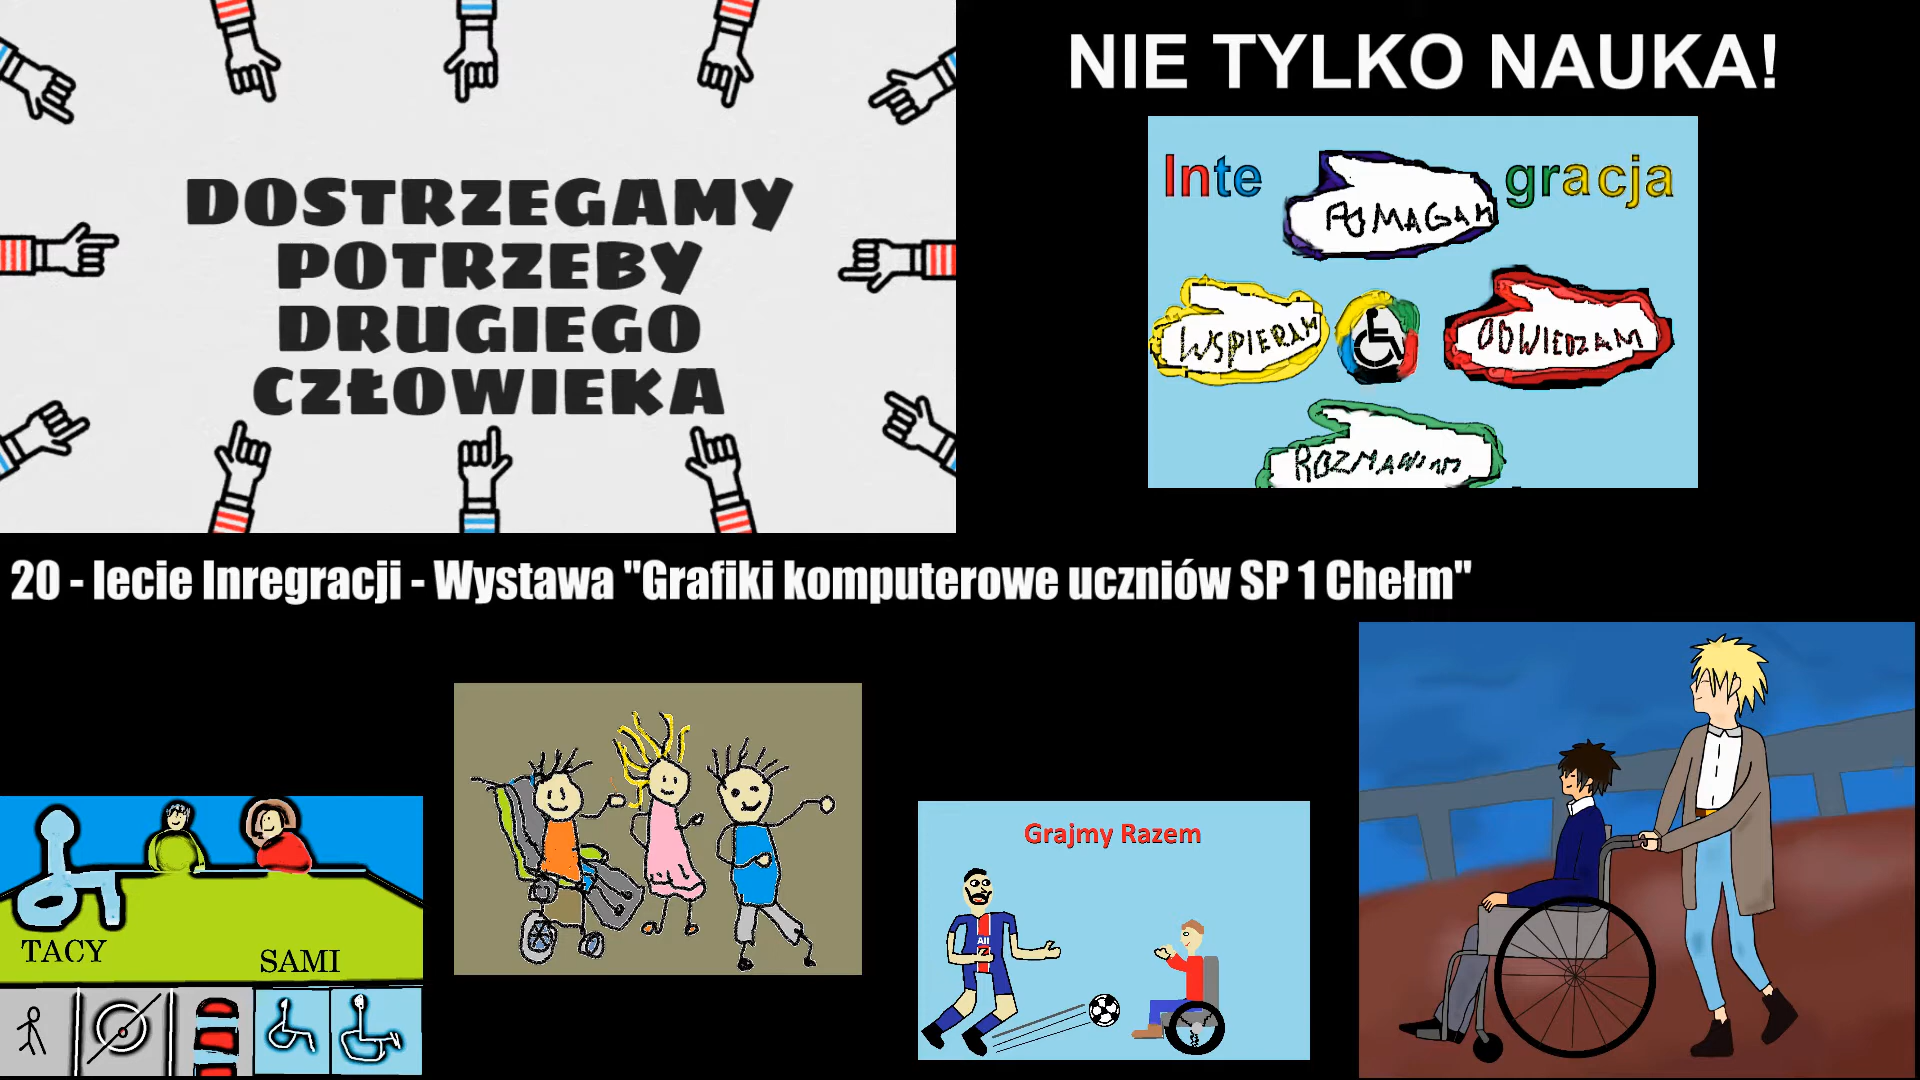 DOSTRZEGAMY
POTRZEBY
DRUGIEGO
CZŁOWIEKA
NIE TYLKO NAUKA!
Inte gracja
POMAGAM
WSPIERAM
ODWIEDZAM
20 - lecie Inregracji - Wystawa "Grafiki komputerowe uczniów SP 1 Chełm"
TACY
SAMI
Grajmy Razem